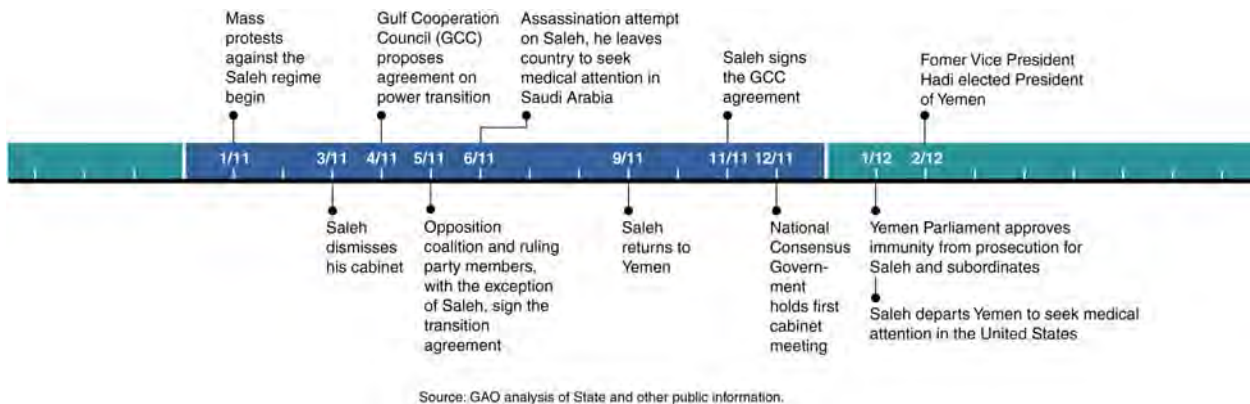 Mass
protests
against the
Saleh regime
begin
Gulf Cooperation
Council (GCC)
proposes
agreement on
power transition
Assassination attempt
on Saleh, he leaves
country to seek
medical attention in
Saudi Arabia
Saleh signs
the GCC
agreement
Fomer Vice President
Hadi elected President
of Yemen
1/11 3/11 4/11 5/11 6/11 9/11 11/11 12/11 1/12 2/12
Saleh
dismisses
his cabinet
Opposition
coalition and ruling
party members,
with the exception
of Saleh, sign the
transition
agreement
Saleh
returns to
Yemen
National
Consensus
Govern-
ment
holds first
cabinet
meeting
Yemen Parliament approves
immunity from prosecution for
Saleh and subordinates
Saleh departs Yemen to seek medical
attention in the United States
Source: GAO analysis of State and other public information.